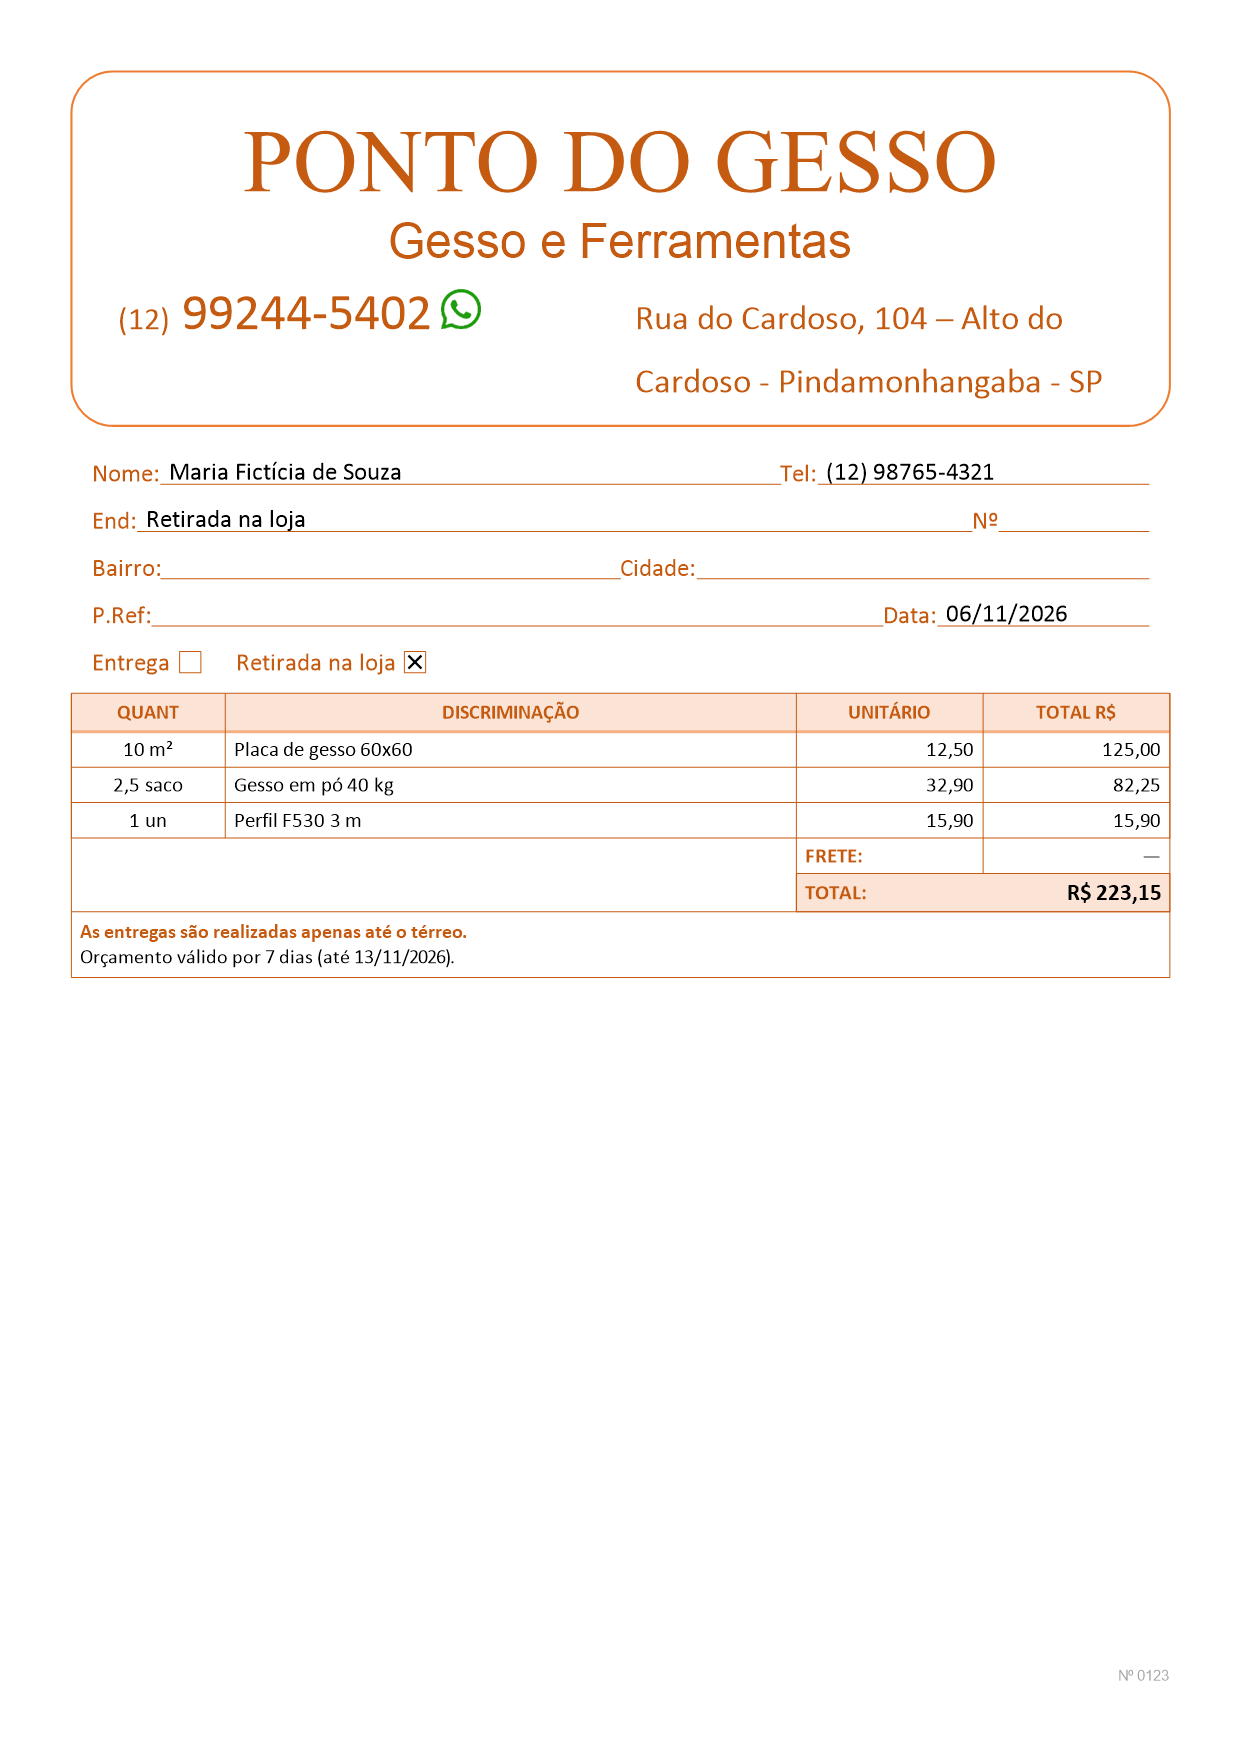 PONTO DO GESSO
Gesso e Ferramentas
(12) 99244-5402
Rua do Cardoso, 104 – Alto do
Cardoso - Pindamonhangaba - SP
Nome: Maria Fictícia de Souza Tel: (12) 98765-4321
End: Retirada na loja Nº
Bairro: Cidade:
P.Ref: Data: 06/11/2026
Entrega Retirada na loja ☒
QUANT DISCRIMINAÇÃO UNITÁRIO TOTAL R$
10 m² Placa de gesso 60x60 12,50 125,00
2,5 saco Gesso em pó 40 kg 32,90 82,25
1 un Perfil F530 3 m 15,90 15,90
FRETE: —
TOTAL: R$ 223,15
As entregas são realizadas apenas até o térreo.
Orçamento válido por 7 dias (até 13/11/2026).
Nº 0123